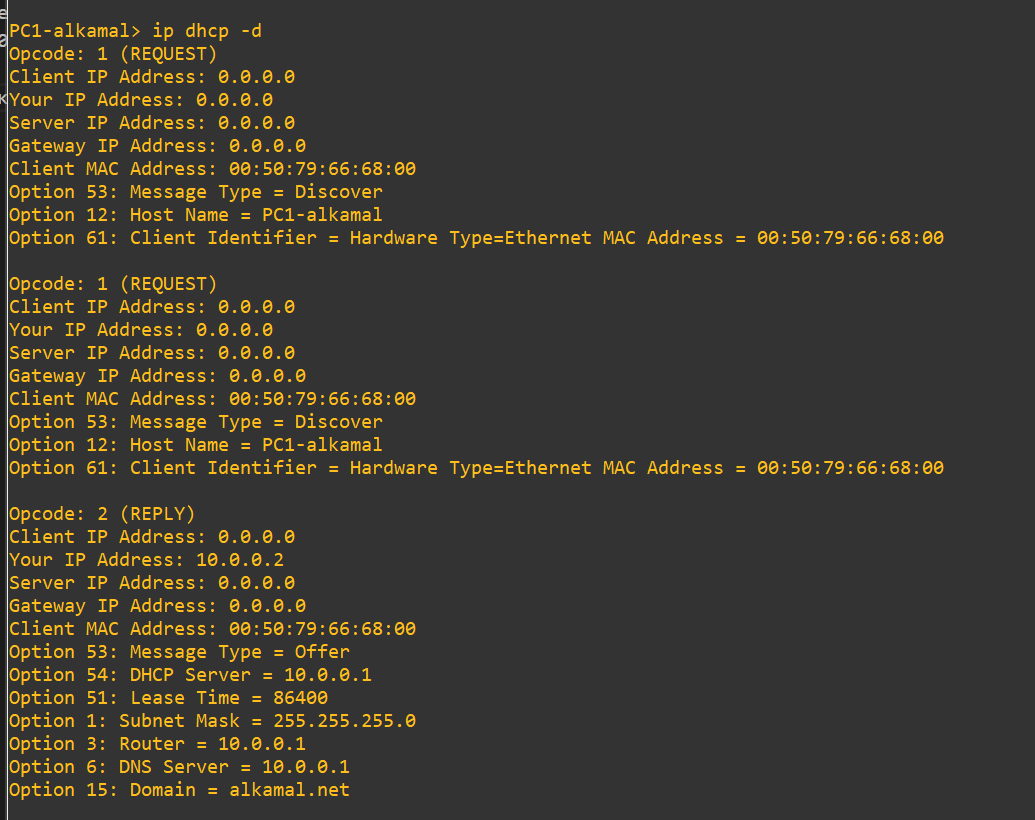 PC1-alkamal> ip dhcp -d
Opcode: 1 (REQUEST)
Client IP Address: 0.0.0.0
Your IP Address: 0.0.0.0
Server IP Address: 0.0.0.0
Gateway IP Address: 0.0.0.0
Client MAC Address: 00:50:79:66:68:00
Option 53: Message Type = Discover
Option 12: Host Name = PC1-alkamal
Option 61: Client Identifier = Hardware Type=Ethernet MAC Address = 00:50:79:66:68:00

Opcode: 1 (REQUEST)
Client IP Address: 0.0.0.0
Your IP Address: 0.0.0.0
Server IP Address: 0.0.0.0
Gateway IP Address: 0.0.0.0
Client MAC Address: 00:50:79:66:68:00
Option 53: Message Type = Discover
Option 12: Host Name = PC1-alkamal
Option 61: Client Identifier = Hardware Type=Ethernet MAC Address = 00:50:79:66:68:00

Opcode: 2 (REPLY)
Client IP Address: 0.0.0.0
Your IP Address: 10.0.0.2
Server IP Address: 0.0.0.0
Gateway IP Address: 0.0.0.0
Client MAC Address: 00:50:79:66:68:00
Option 53: Message Type = Offer
Option 54: DHCP Server = 10.0.0.1
Option 51: Lease Time = 86400
Option 1: Subnet Mask = 255.255.255.0
Option 3: Router = 10.0.0.1
Option 6: DNS Server = 10.0.0.1
Option 15: Domain = alkamal.net